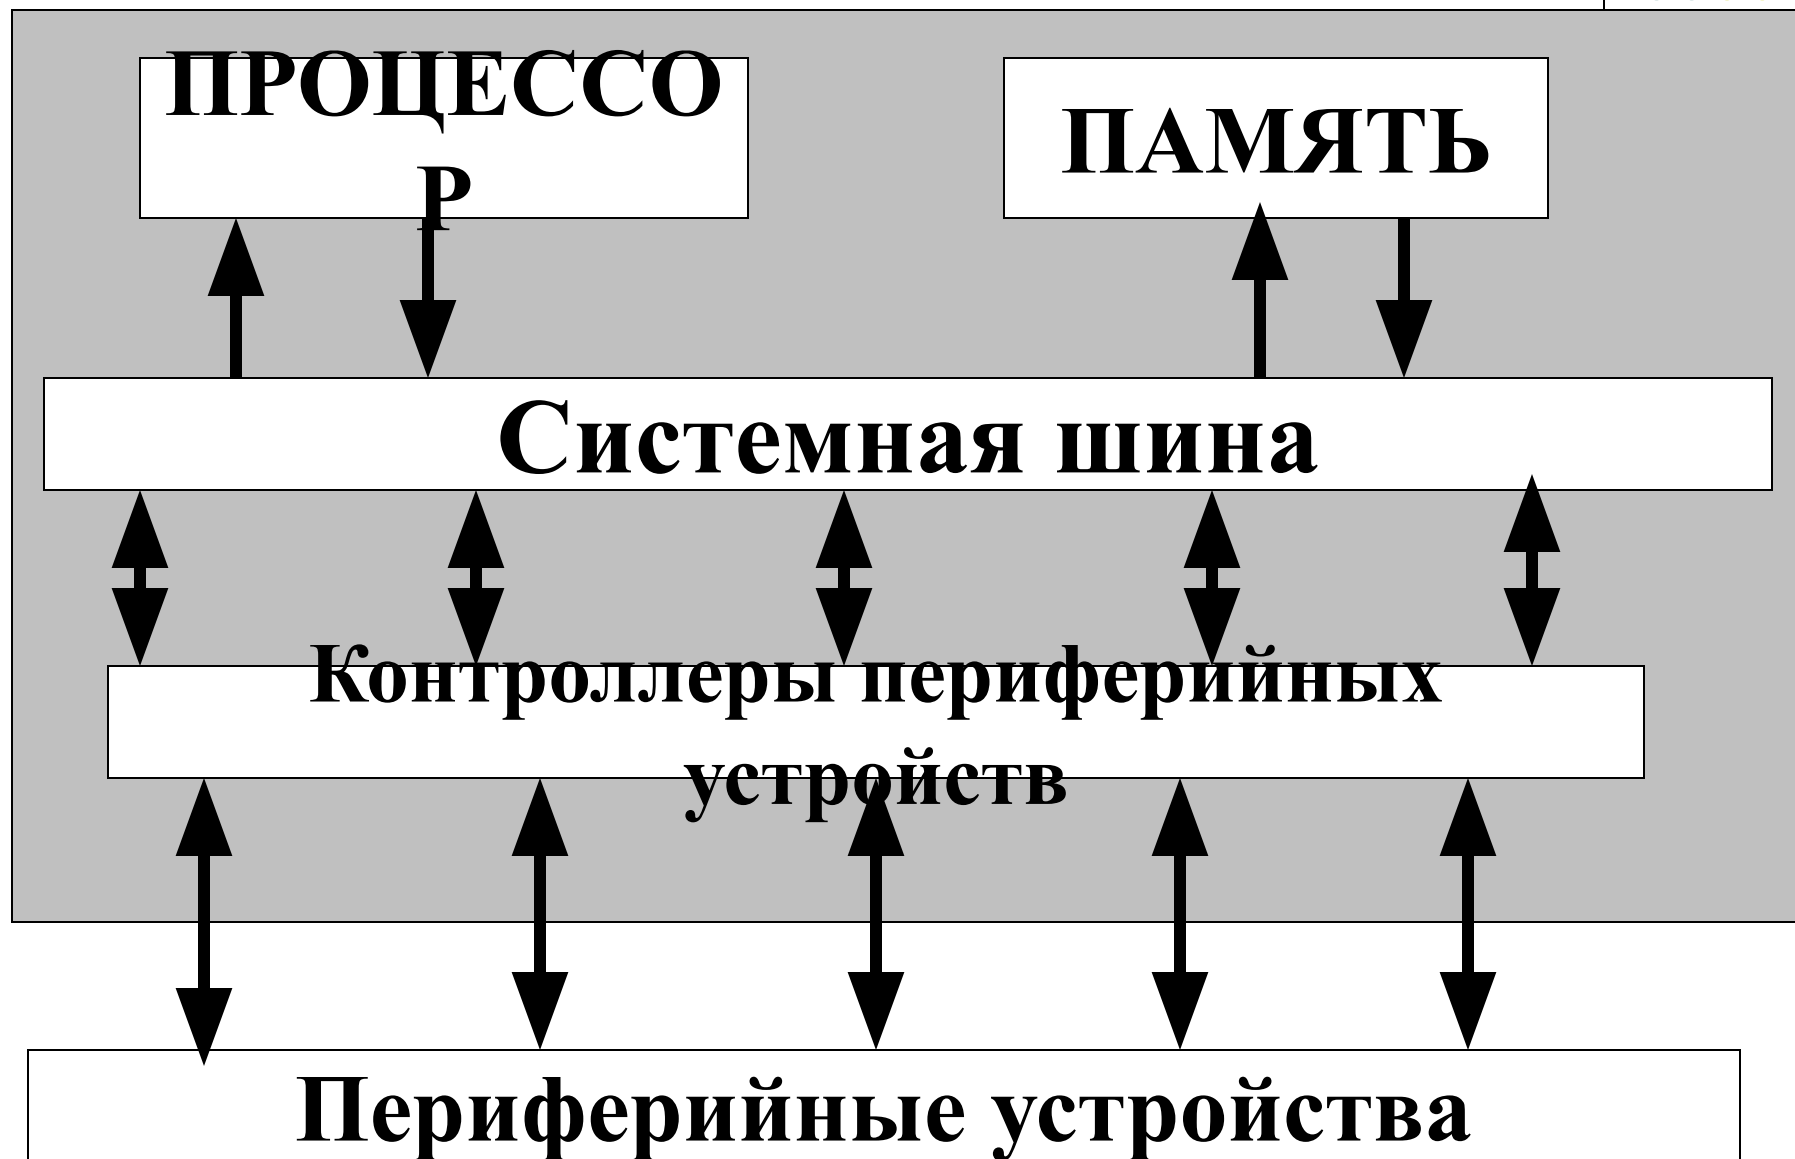 ПРОЦЕССО
Р
ПАМЯТЬ
Системная шина
Контроллеры периферийных
устройств
Периферийные устройства